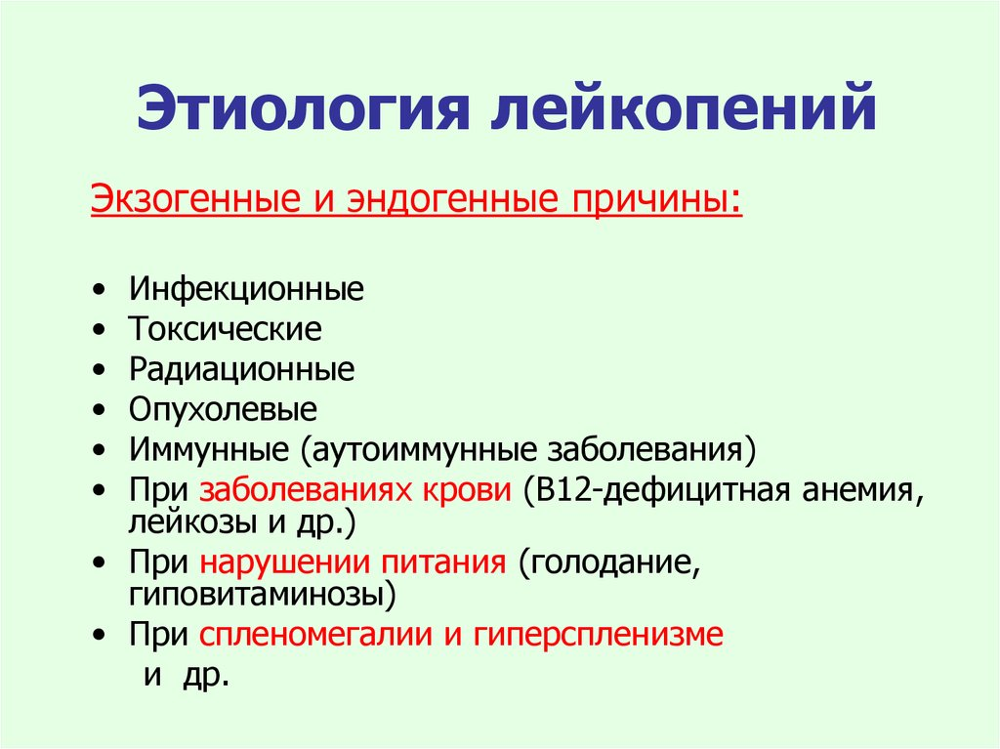 Этиология лейкопений
Экзогенные и эндогенные причины:
• Инфекционные
• Токсические
• Радиационные
• Опухолевые
• Иммунные (аутоиммунные заболевания)
• При заболеваниях крови (В12-дефицитная анемия,
лейкозы и др.)
• При нарушении питания (голодание,
гиповитаминозы)
• При спленомегалии и гиперспленизме
и др.